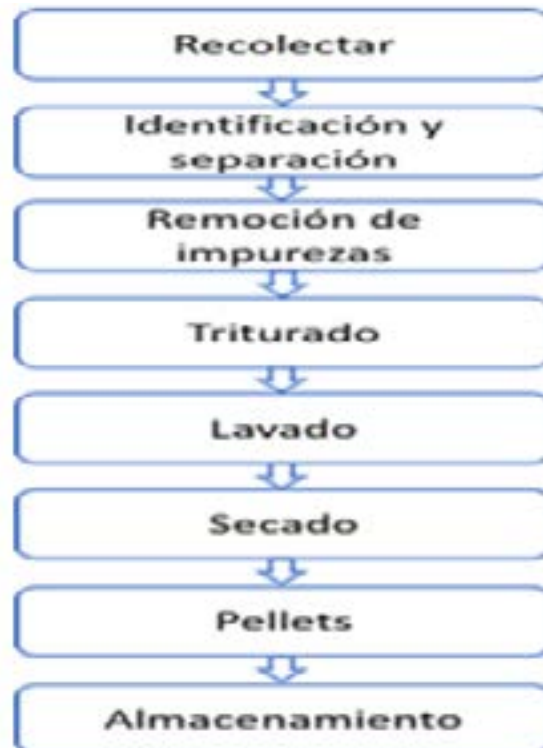 Recolectar
Identificación y
separación
Remoción de
impurezas
Triturado
Lavado
Secado
Pellets
Almacenamiento